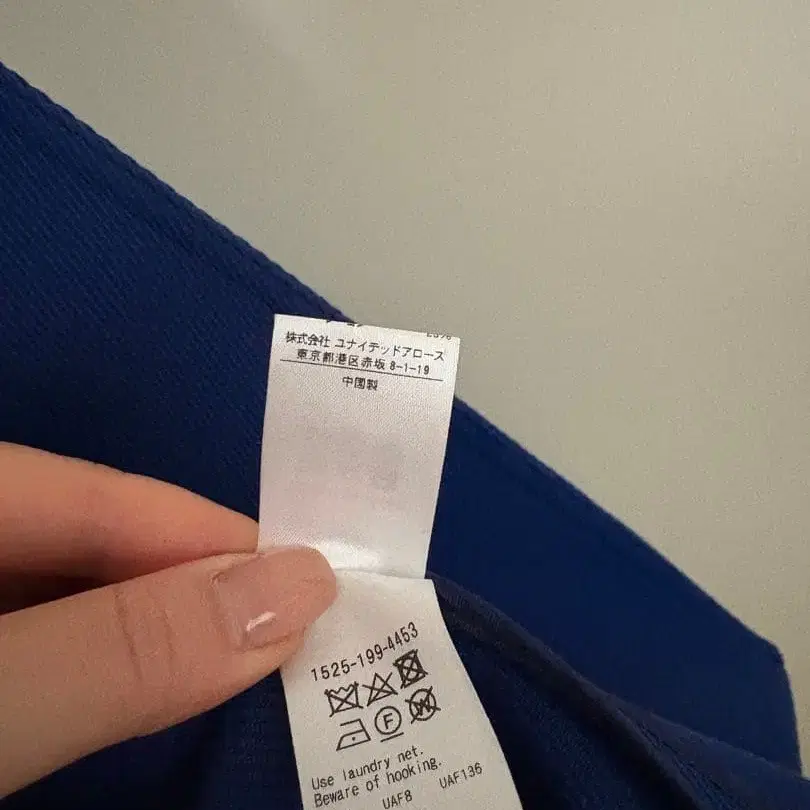 株式会社 ユナイテッドアローズ
東京都港区赤坂 8-1-19
中国製
1525-199-4453
F W
Use laundry net.
Beware of hooking.
UAF8 UAF136